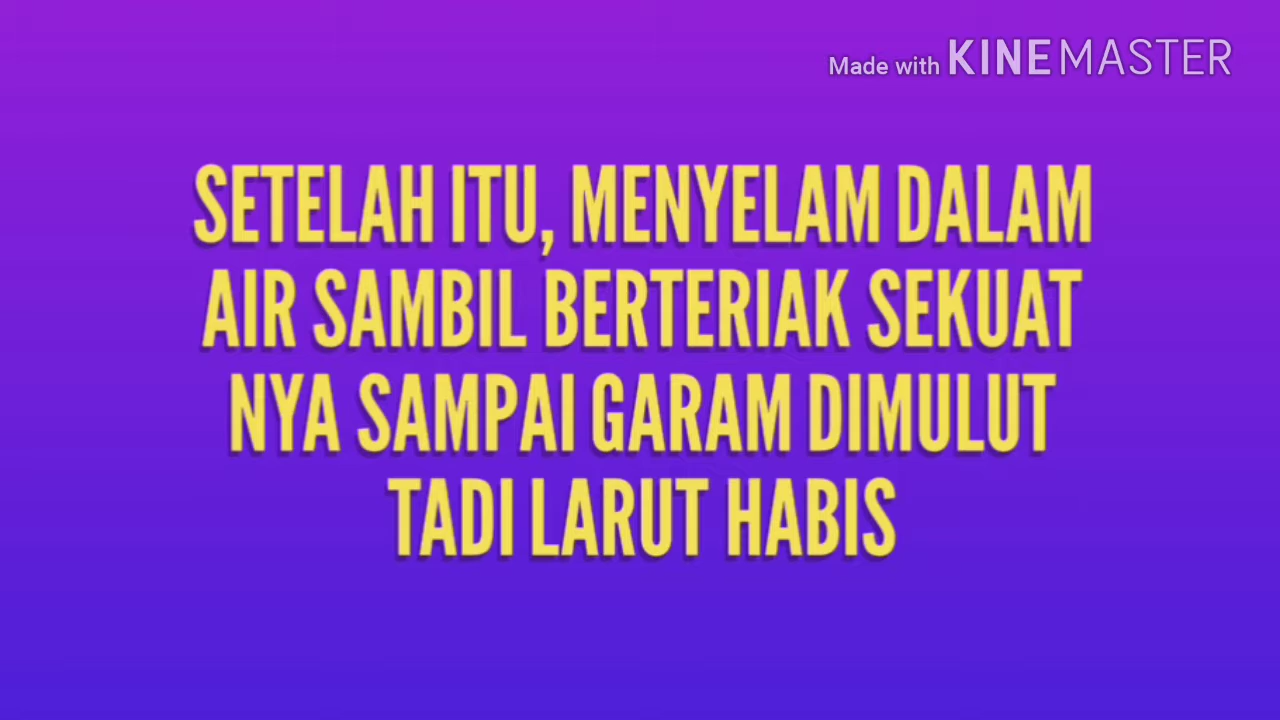 Made with KINEMASTER
SETELAH ITU, MENYELAM DALAM
AIR SAMBIL BERTERIAK SEKUAT
NYA SAMPAI GARAM DIMULUT
TADI LARUT HABIS